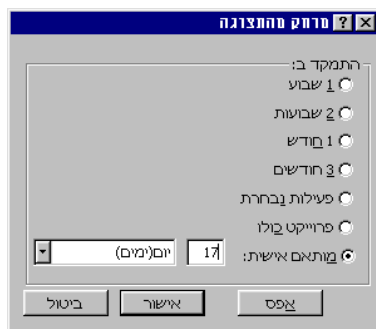 מרחק מהתצוגה
התמקד ב:
1 שבוע
2 שבועות
1 חודש
3 חודשים
פעילות נבחרת
פרוייקט כולו
מותאם אישית: 17 יום(ימים)
אפס אישור ביטול